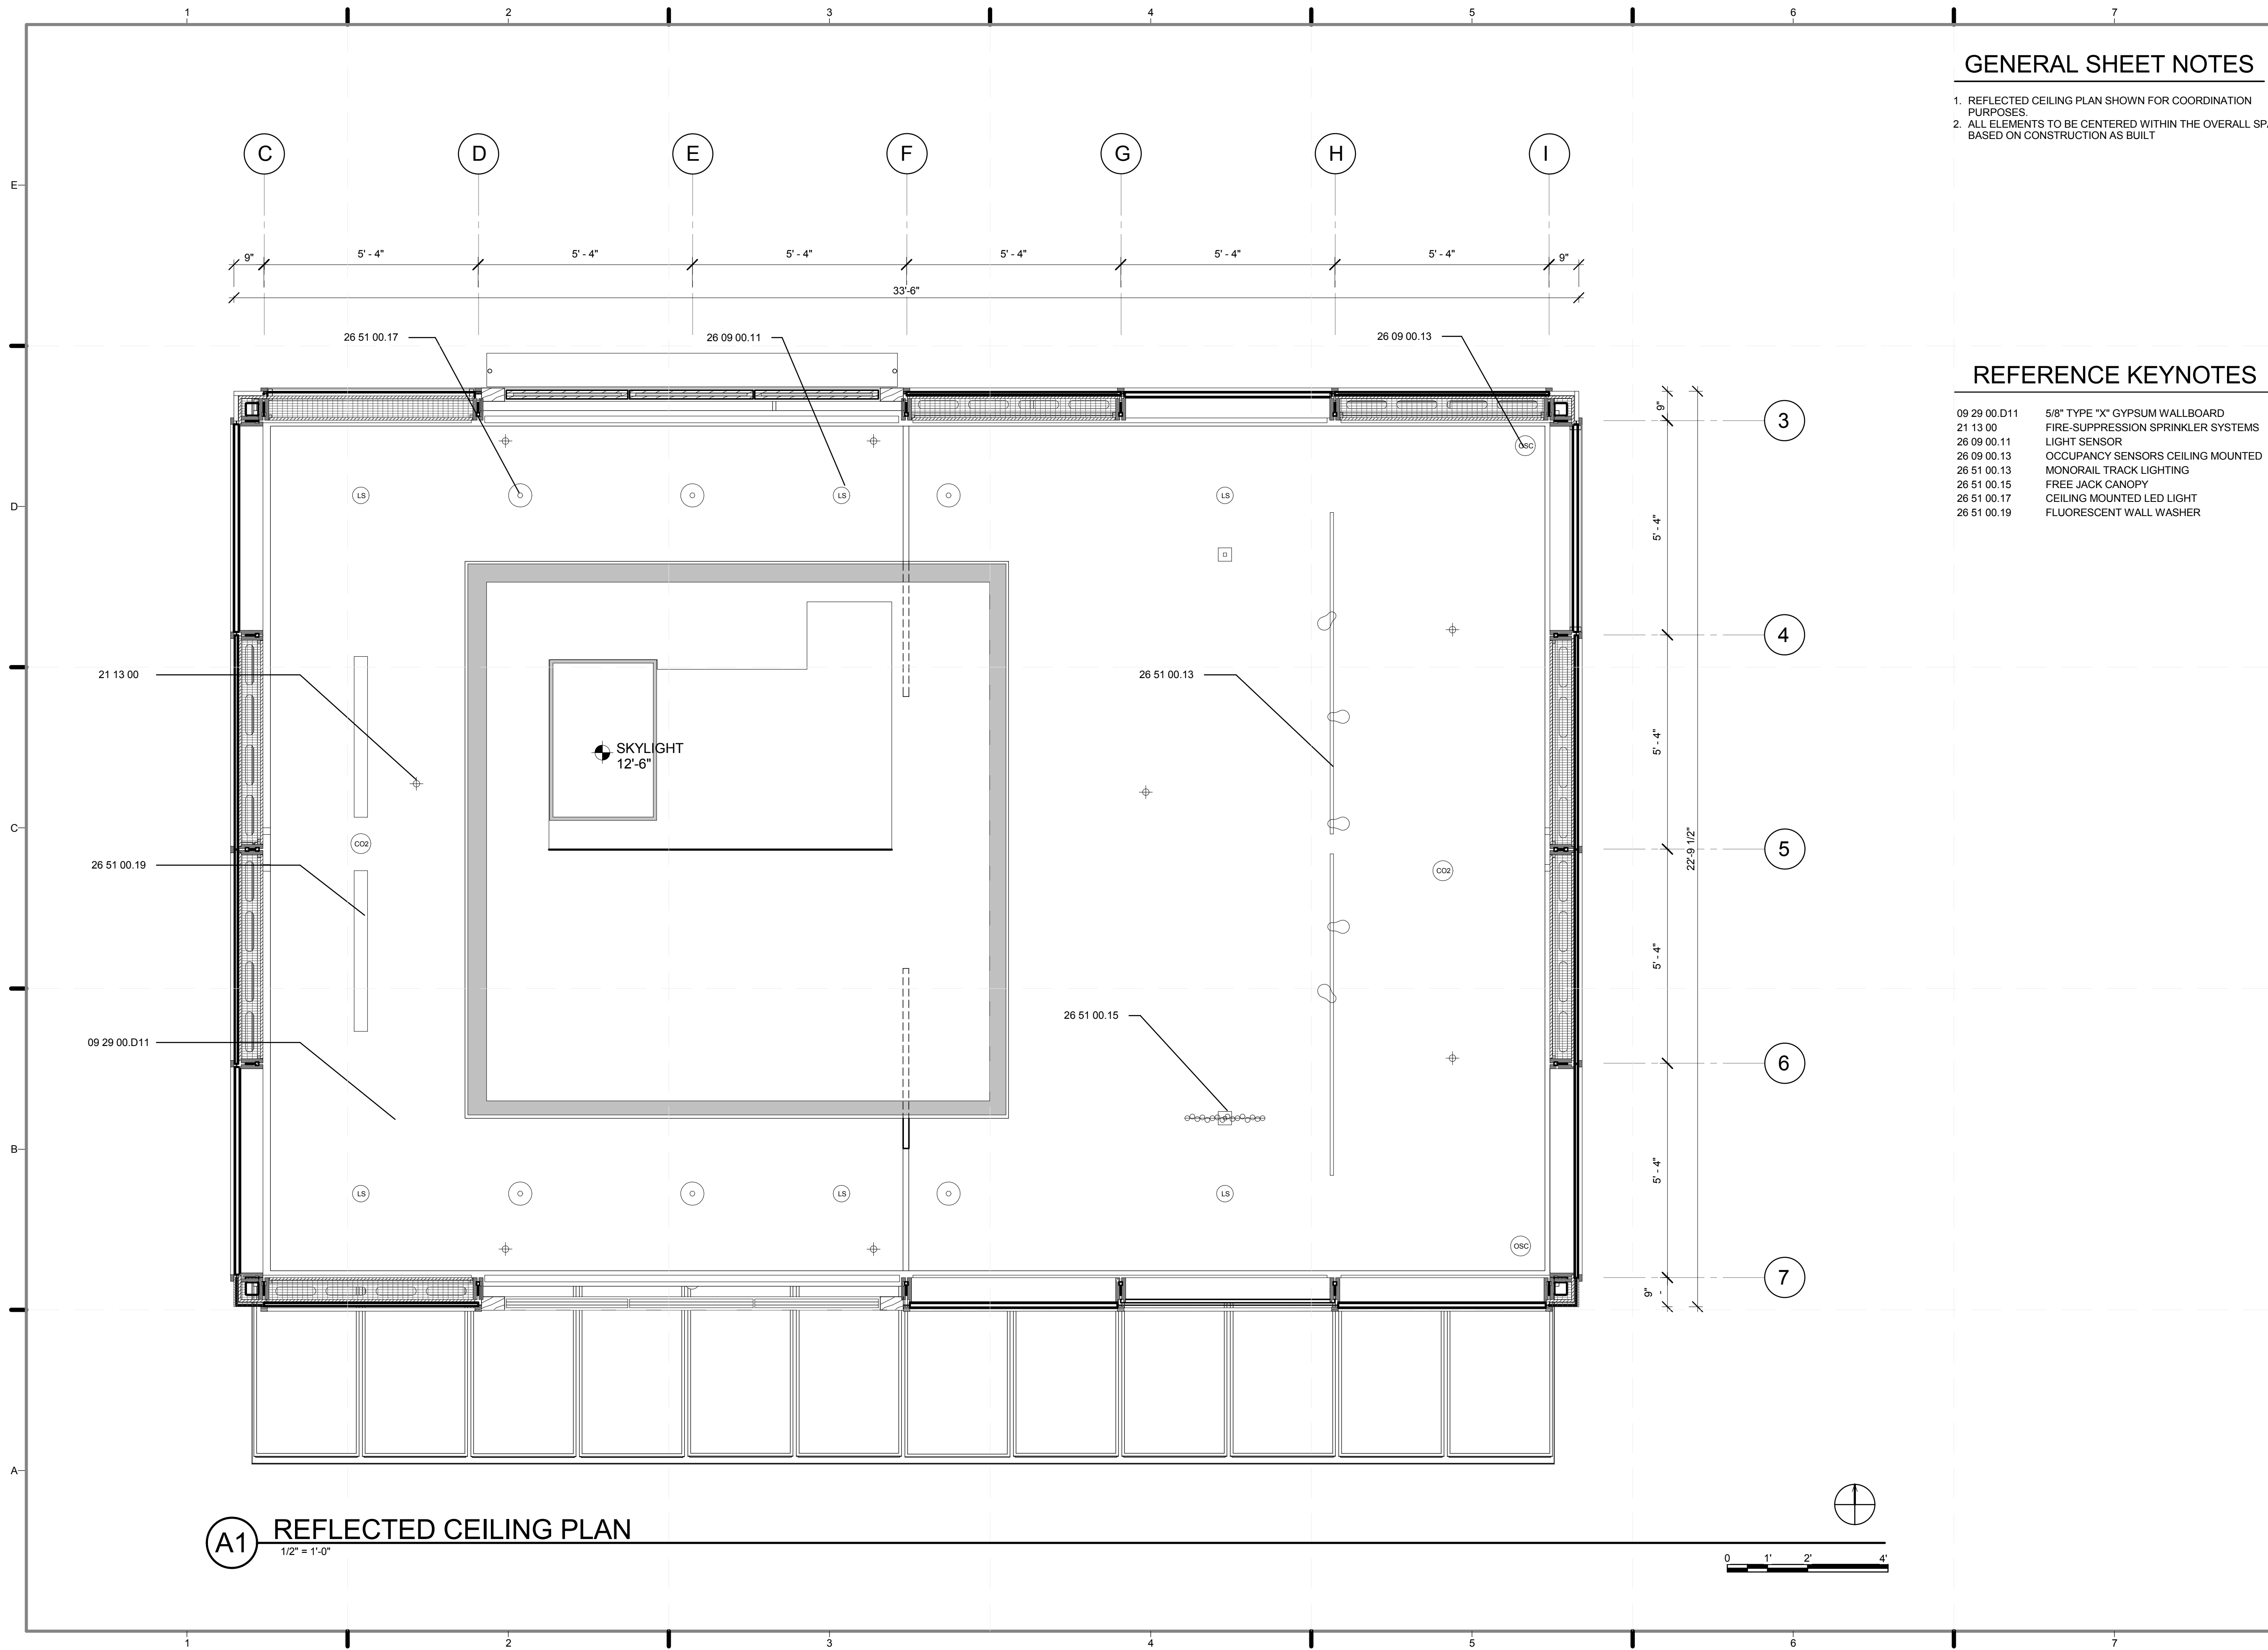 1 2 3 4 5 6 7
GENERAL SHEET NOTES
1. REFLECTED CEILING PLAN SHOWN FOR COORDINATION
PURPOSES.
2. ALL ELEMENTS TO BE CENTERED WITHIN THE OVERALL
BASED ON CONSTRUCTION AS BUILT
C D E F G H I
E
9" 5' - 4" 5' - 4" 5' - 4" 5' - 4" 5' - 4" 5' - 4" 9"
33'-6"
26 51 00.17 26 09 00.11 26 09 00.13
REFERENCE KEYNOTES
09 29 00.D11 5/8" TYPE "X" GYPSUM WALLBOARD
21 13 00 FIRE-SUPPRESSION SPRINKLER SYSTEMS
26 09 00.11 LIGHT SENSOR
26 09 00.13 OCCUPANCY SENSORS CEILING MOUNTED
26 51 00.13 MONORAIL TRACK LIGHTING
26 51 00.15 FREE JACK CANOPY
26 51 00.17 CEILING MOUNTED LED LIGHT
26 51 00.19 FLUORESCENT WALL WASHER
9"
3
OSC
LS LS LS
D
5' - 4"
4
21 13 00 26 51 00.13
SKYLIGHT
12'-6"
5' - 4"
C
CO2
5
22'-9 1/2"
26 51 00.19
CO2
5' - 4"
26 51 00.15
09 29 00.D11
6
B
5' - 4"
LS LS LS
OSC
7
9"
A
A1
REFLECTED CEILING PLAN
1/2" = 1'-0"
0 1' 2' 4'
1 2 3 4 5 6 7